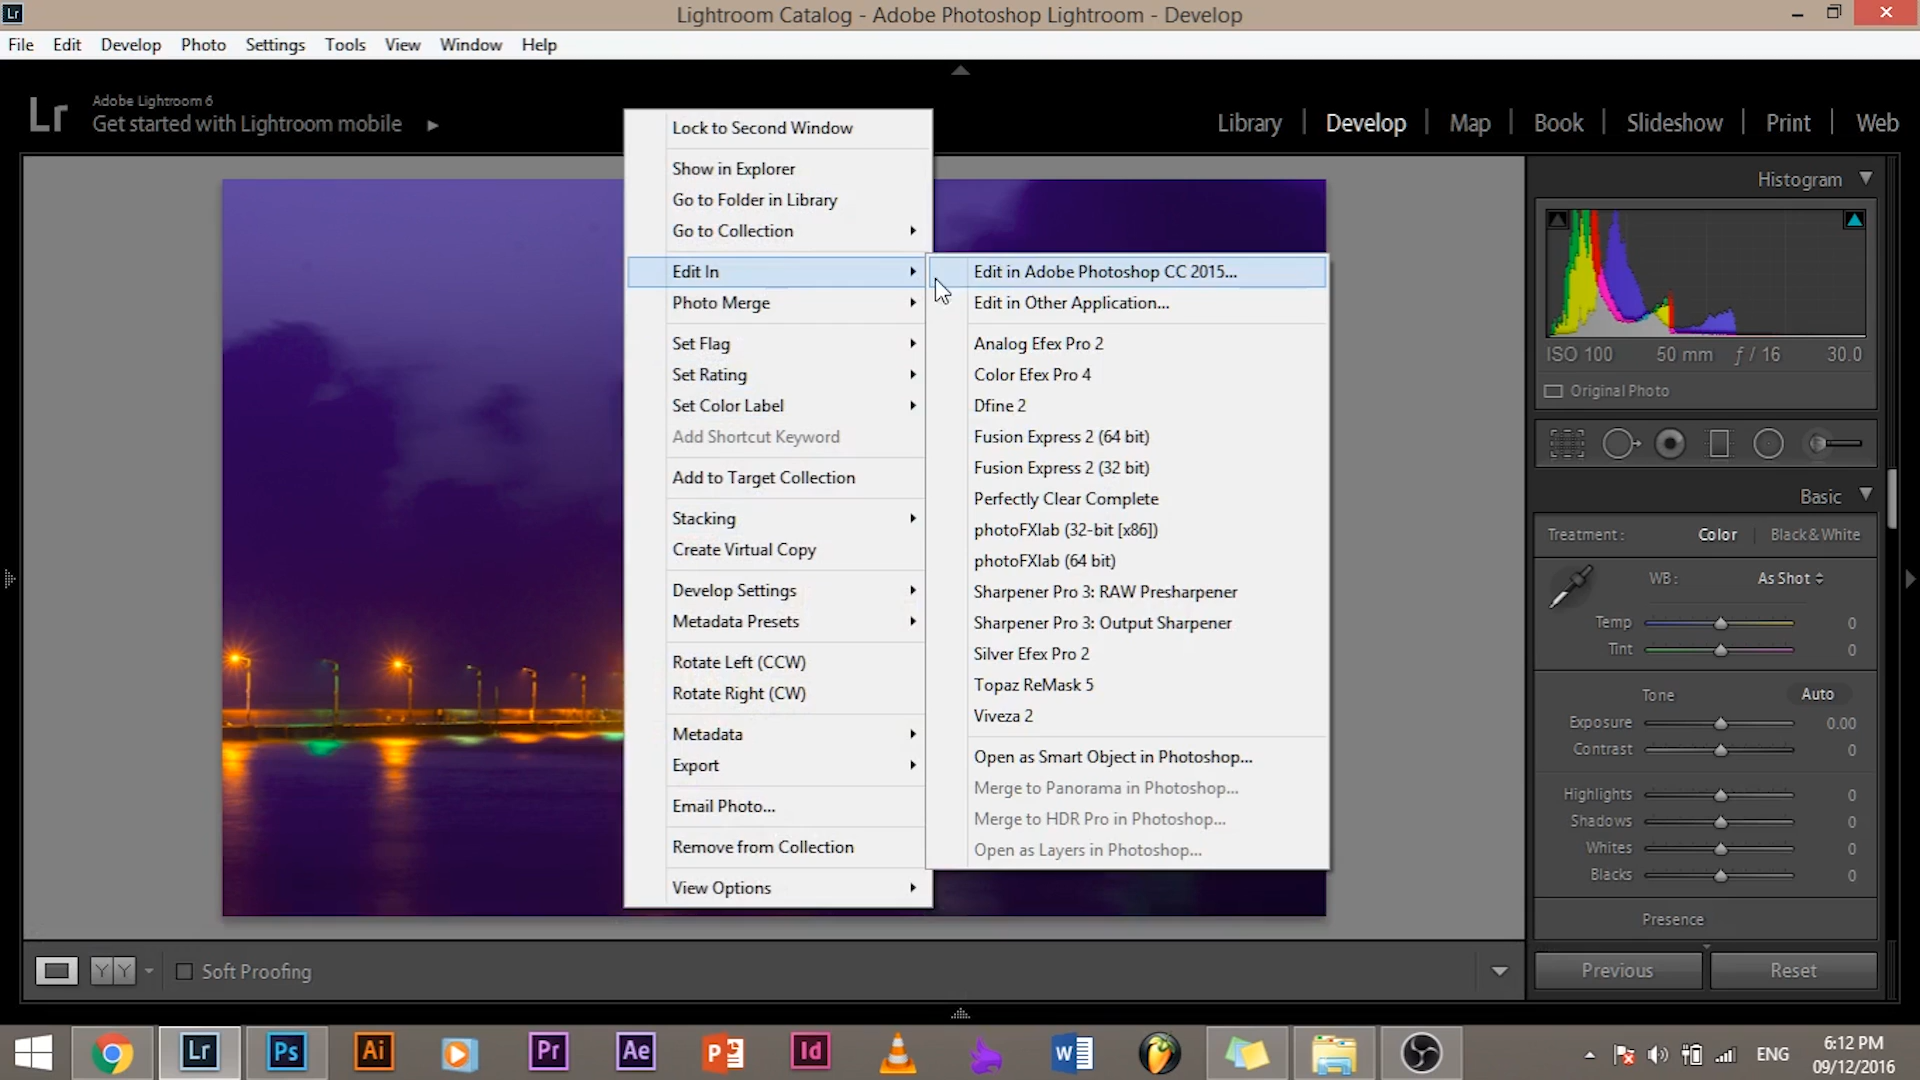 Lr
Lightroom Catalog - Adobe Photoshop Lightroom - Develop
File Edit Develop Photo Settings Tools View Window Help
Lr
Adobe Lightroom 6
Get started with Lightroom mobile
Library Develop Map Book Slideshow Print Web
Lock to Second Window
Show in Explorer
Go to Folder in Library
Go to Collection
Edit In
Photo Merge
Set Flag
Set Rating
Set Color Label
Add Shortcut Keyword
Add to Target Collection
Stacking
Create Virtual Copy
Develop Settings
Metadata Presets
Rotate Left (CCW)
Rotate Right (CW)
Metadata
Export
Email Photo...
Remove from Collection
View Options
Edit in Adobe Photoshop CC 2015...
Edit in Other Application...
Analog Efex Pro 2
Color Efex Pro 4
Dfine 2
Fusion Express 2 (64 bit)
Fusion Express 2 (32 bit)
Perfectly Clear Complete
photoFXlab (32-bit [x86])
photoFXlab (64 bit)
Sharpener Pro 3: RAW Presharpener
Sharpener Pro 3: Output Sharpener
Silver Efex Pro 2
Topaz ReMask 5
Viveza 2
Open as Smart Object in Photoshop...
Merge to Panorama in Photoshop...
Merge to HDR Pro in Photoshop...
Open as Layers in Photoshop...
Histogram
ISO 100 50 mm ƒ / 16 30.0
Original Photo
Basic
Treatment: Color Black & White
WB: As Shot
Temp 0
Tint 0
Tone Auto
Exposure 0.00
Contrast 0
Highlights 0
Shadows 0
Whites 0
Blacks 0
Presence
Previous Reset
Y Y Soft Proofing
Lr Ps Ai Pr Ae P Id W
ENG
6:12 PM
09/12/2016